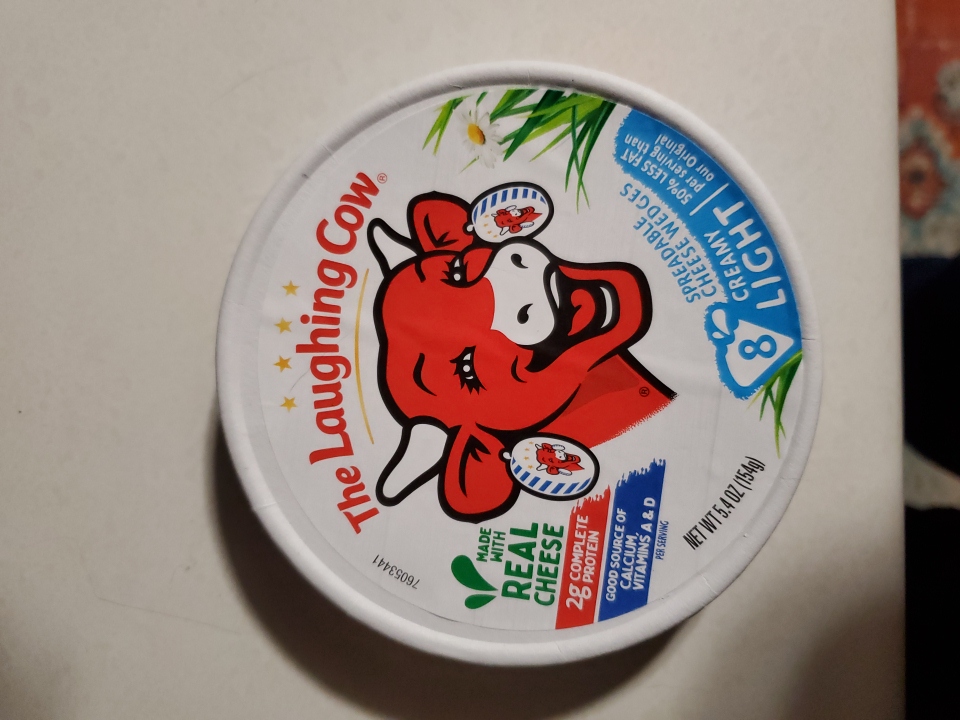 The Laughing Cow®
76053441
MADE
WITH
REAL
CHEESE
2g COMPLETE
PROTEIN
GOOD SOURCE OF
CALCIUM,
VITAMINS A & D
PER SERVING
®
SPREADABLE
CHEESE WEDGES
8
CREAMY
LIGHT
50% LESS FAT
per serving than
our Original
NET WT 5.4 OZ (154g)